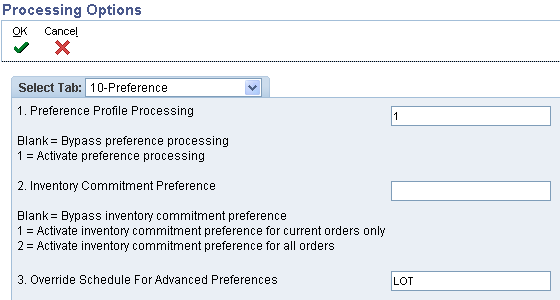 Processing Options
OK Cancel
Select Tab: 10-Preference
1. Preference Profile Processing 1
Blank = Bypass preference processing
1 = Activate preference processing
2. Inventory Commitment Preference
Blank = Bypass inventory commitment preference
1 = Activate inventory commitment preference for current orders only
2 = Activate inventory commitment preference for all orders
3. Override Schedule For Advanced Preferences LOT